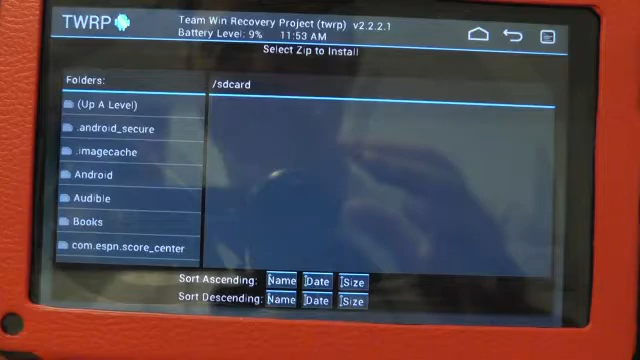 TWRP
Team Win Recovery Project (twrp) v2.2.2.1
Battery Level: 9% 11:53 AM
Select Zip to Install
Folders:
(Up A Level)
.android_secure
.imagecache
Android
Audible
Books
com.espn.score_center
/sdcard
Sort Ascending: Name Date Size
Sort Descending: Name Date Size